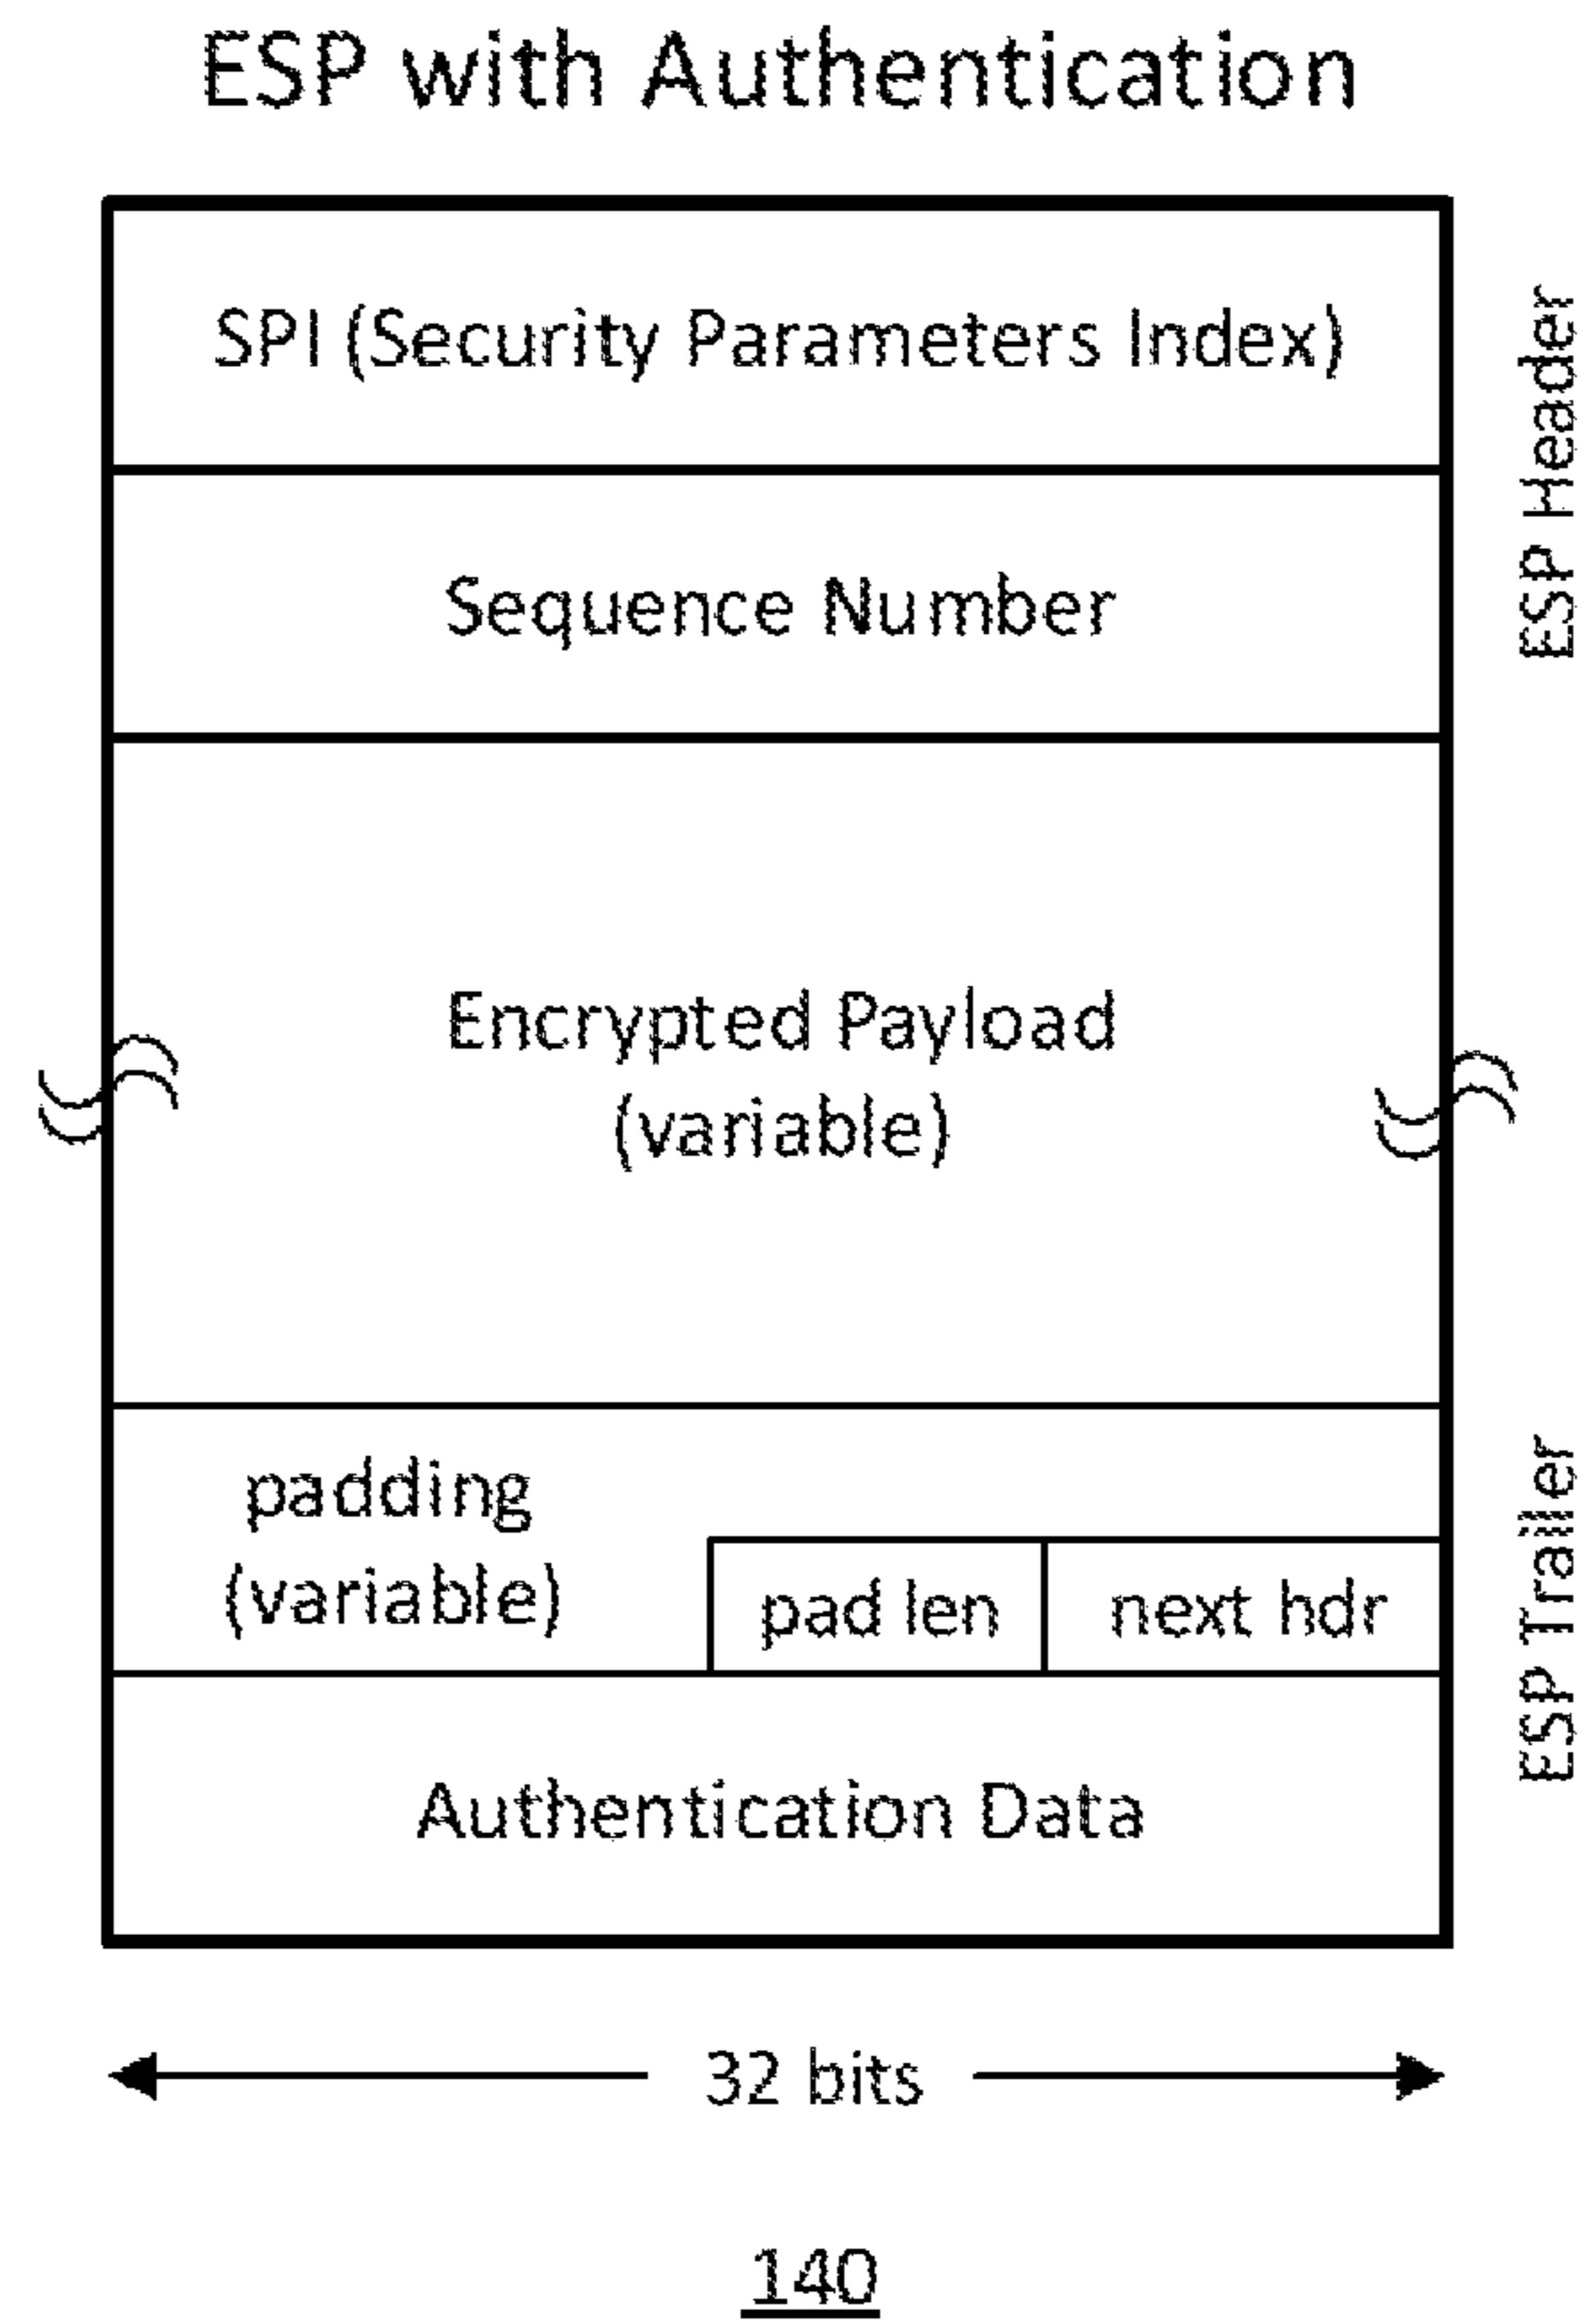 ESP with Authentication
SPI (Security Parameters Index)
Sequence Number
ESP Header
Encrypted Payload
(variable)
padding
(variable)
pad len
next hdr
Authentication Data
ESP Trailer
32 bits
140